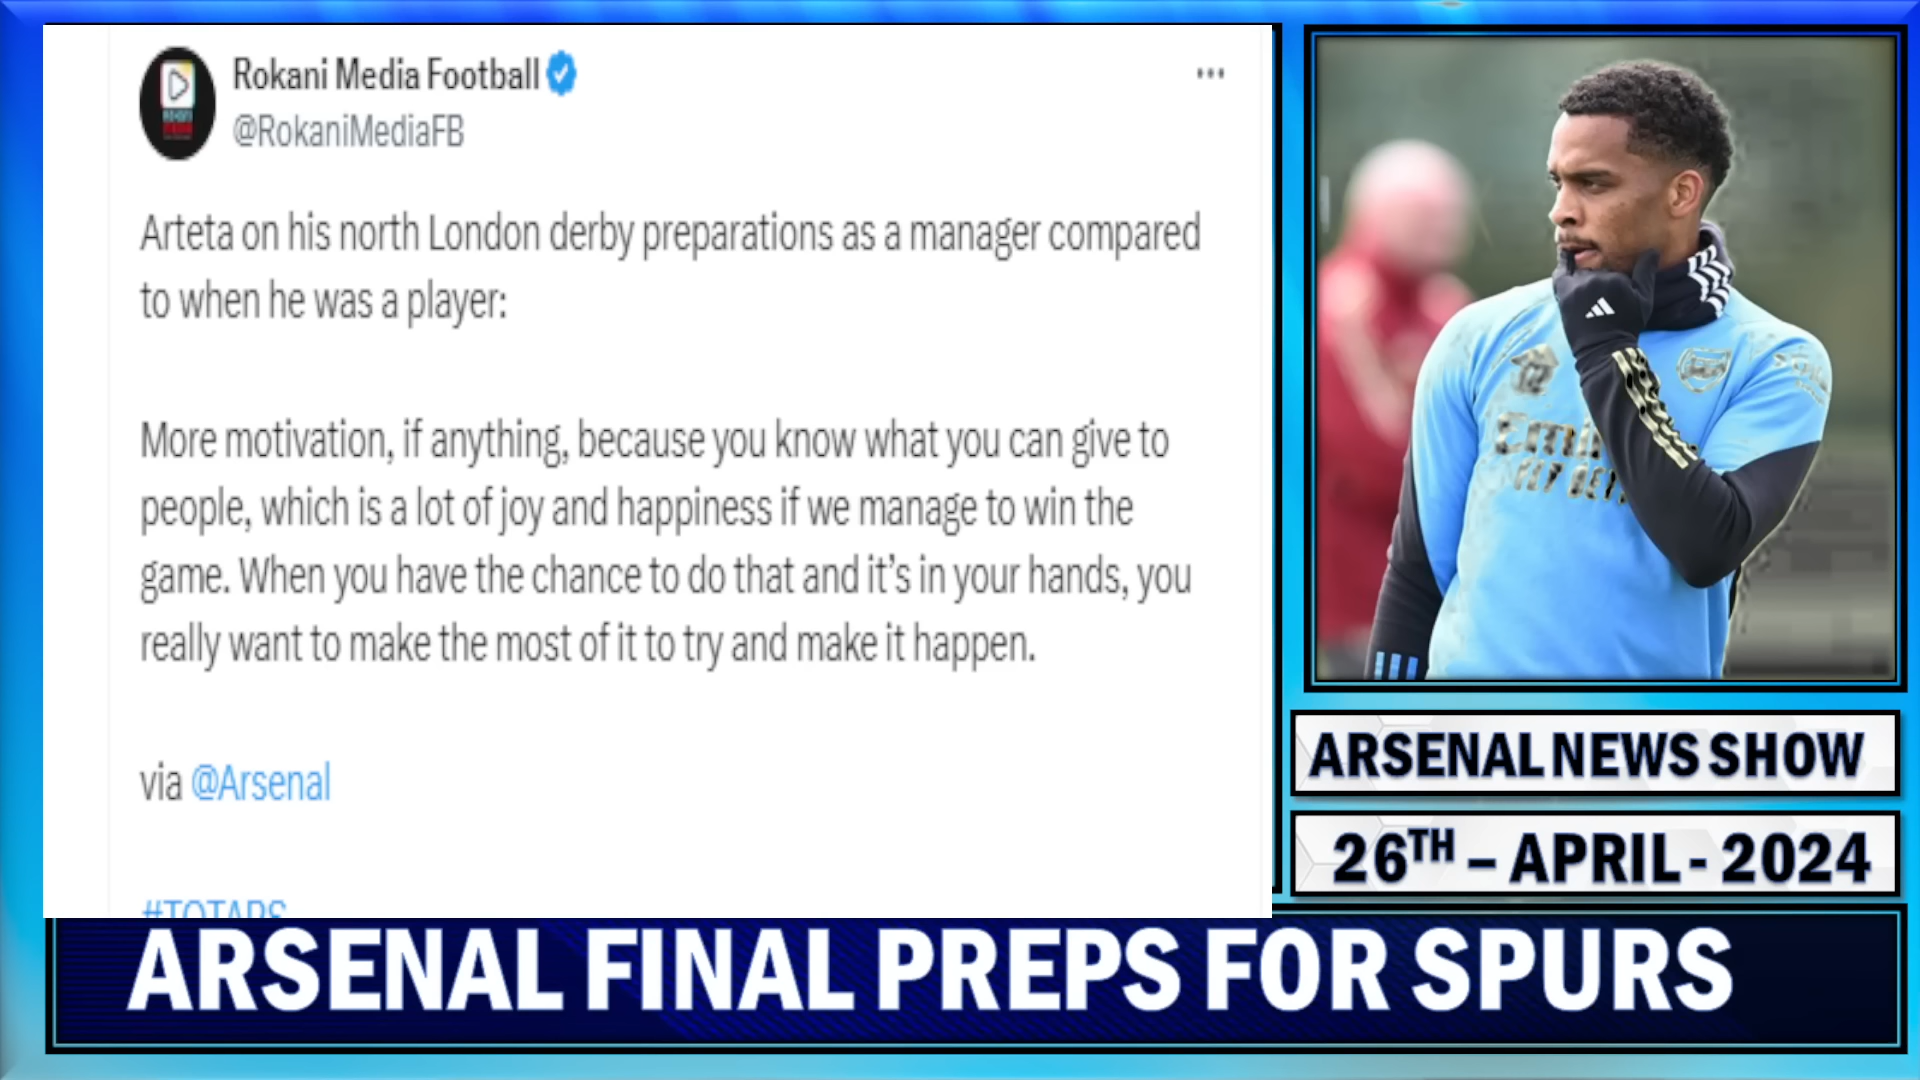 Rokani Media Football
@RokaniMediaFB
Arteta on his north London derby preparations as a manager compared
to when he was a player:
More motivation, if anything, because you know what you can give to
people, which is a lot of joy and happiness if we manage to win the
game. When you have the chance to do that and it’s in your hands, you
really want to make the most of it to try and make it happen.
via @Arsenal
#TOTARS
12
ARSENAL NEWS SHOW
26TH – APRIL - 2024
ARSENAL FINAL PREPS FOR SPURS